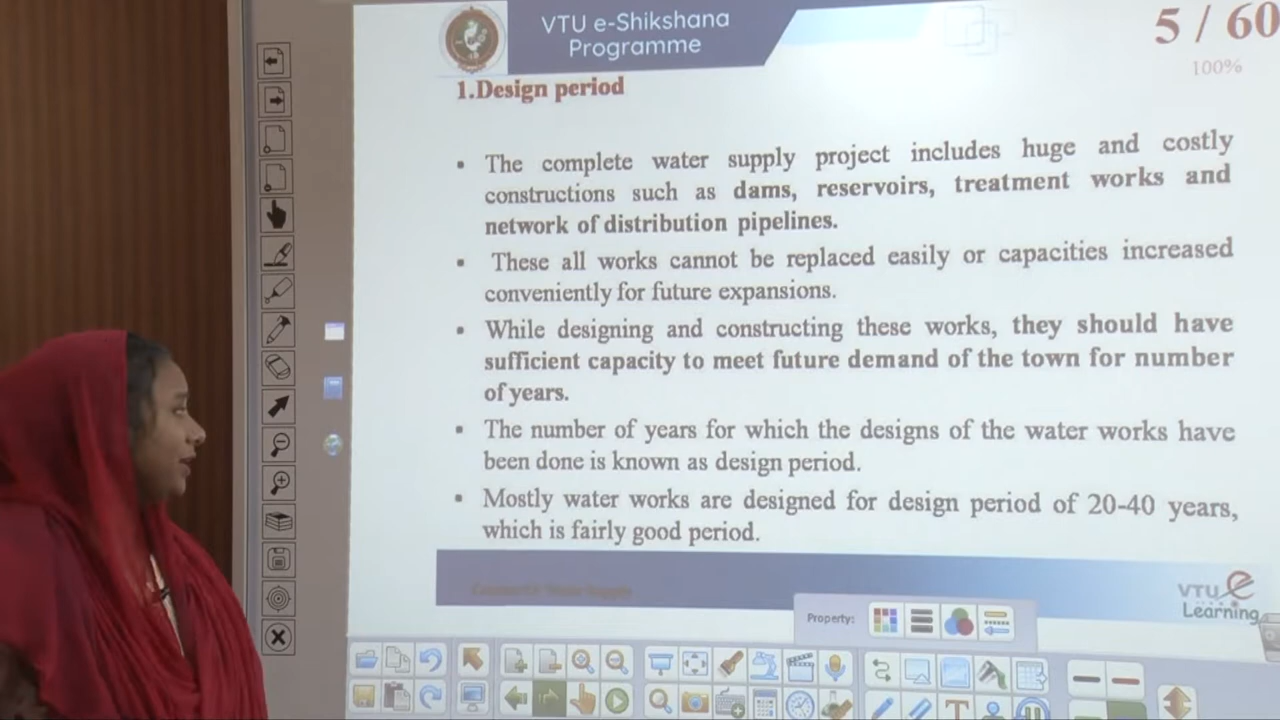 VTU e-Shikshana
Programme
5 / 60
100%
1.Design period
• The complete water supply project includes huge and costly
constructions such as dams, reservoirs, treatment works and
network of distribution pipelines.
• These all works cannot be replaced easily or capacities increased
conveniently for future expansions.
• While designing and constructing these works, they should have
sufficient capacity to meet future demand of the town for number
of years.
• The number of years for which the designs of the water works have
been done is known as design period.
• Mostly water works are designed for design period of 20-40 years,
which is fairly good period.
VTU e
Learning
Property: